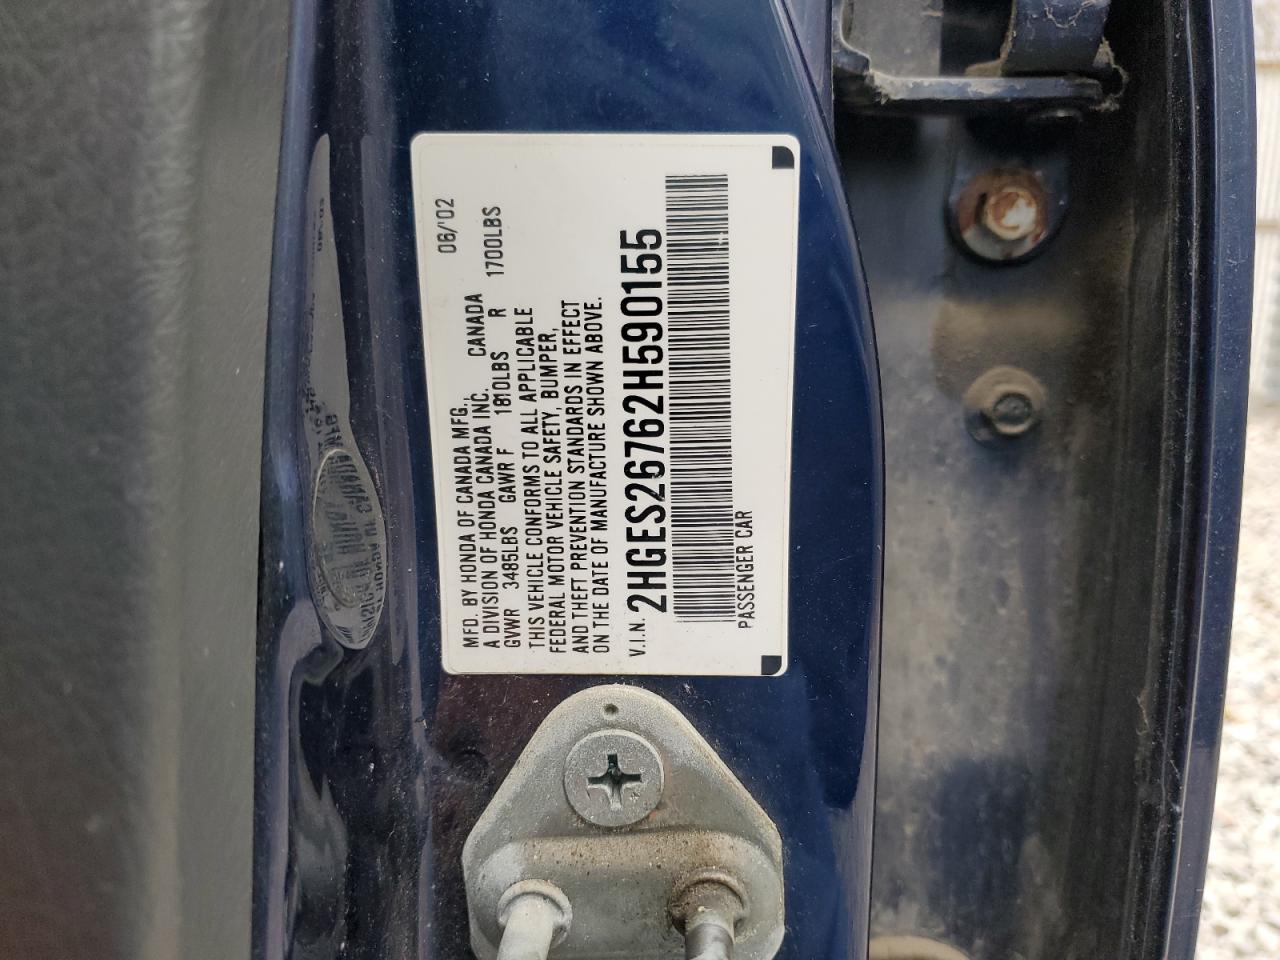 MFD. BY HONDA OF CANADA MFG., CANADA 06/'02
A DIVISION OF HONDA CANADA INC.
GVWR 3485LBS GAWR F 1810LBS R 1700LBS
THIS VEHICLE CONFORMS TO ALL APPLICABLE
FEDERAL MOTOR VEHICLE SAFETY, BUMPER,
AND THEFT PREVENTION STANDARDS IN EFFECT
ON THE DATE OF MANUFACTURE SHOWN ABOVE.
V.I.N. 2HGES26762H590155
PASSENGER CAR